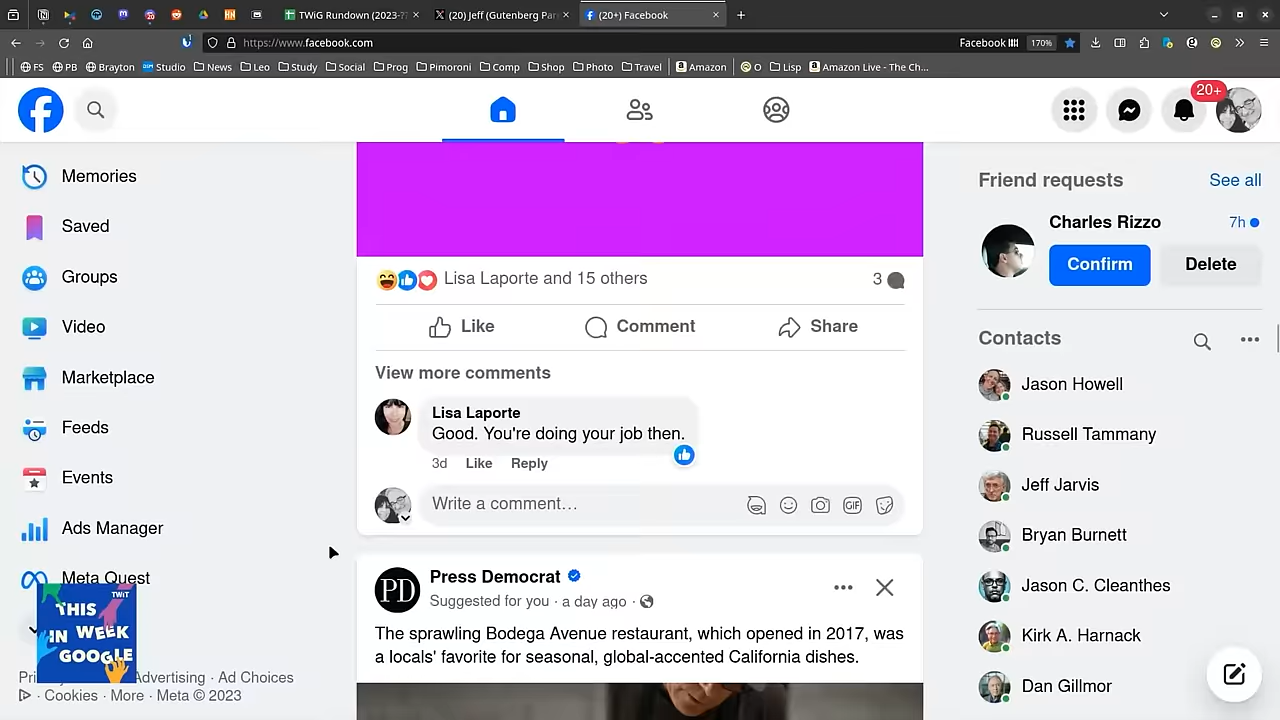 TWiG Rundown (2023-??
(20) Jeff (Gutenberg Par
(20+) Facebook
https://www.facebook.com
Facebook
170%
FS
PB
Brayton
Studio
News
Leo
Study
Social
Prog
Pimoroni
Comp
Shop
Photo
Travel
Amazon
O
Lisp
Amazon Live - The Ch…
20+
Memories
Saved
Groups
Video
Marketplace
Feeds
Events
Ads Manager
Meta Quest
Advertising · Ad Choices
· Cookies · More · Meta © 2023
TWiT
THIS
IN WEEK
GOOGLE
Lisa Laporte and 15 others
3
Like
Comment
Share
View more comments
Lisa Laporte
Good. You're doing your job then.
3d Like Reply
Write a comment…
GIF
PD
Press Democrat
Suggested for you · a day ago ·
The sprawling Bodega Avenue restaurant, which opened in 2017, was
a locals' favorite for seasonal, global-accented California dishes.
Friend requests
See all
Charles Rizzo
7h
Confirm
Delete
Contacts
Jason Howell
Russell Tammany
Jeff Jarvis
Bryan Burnett
Jason C. Cleanthes
Kirk A. Harnack
Dan Gillmor